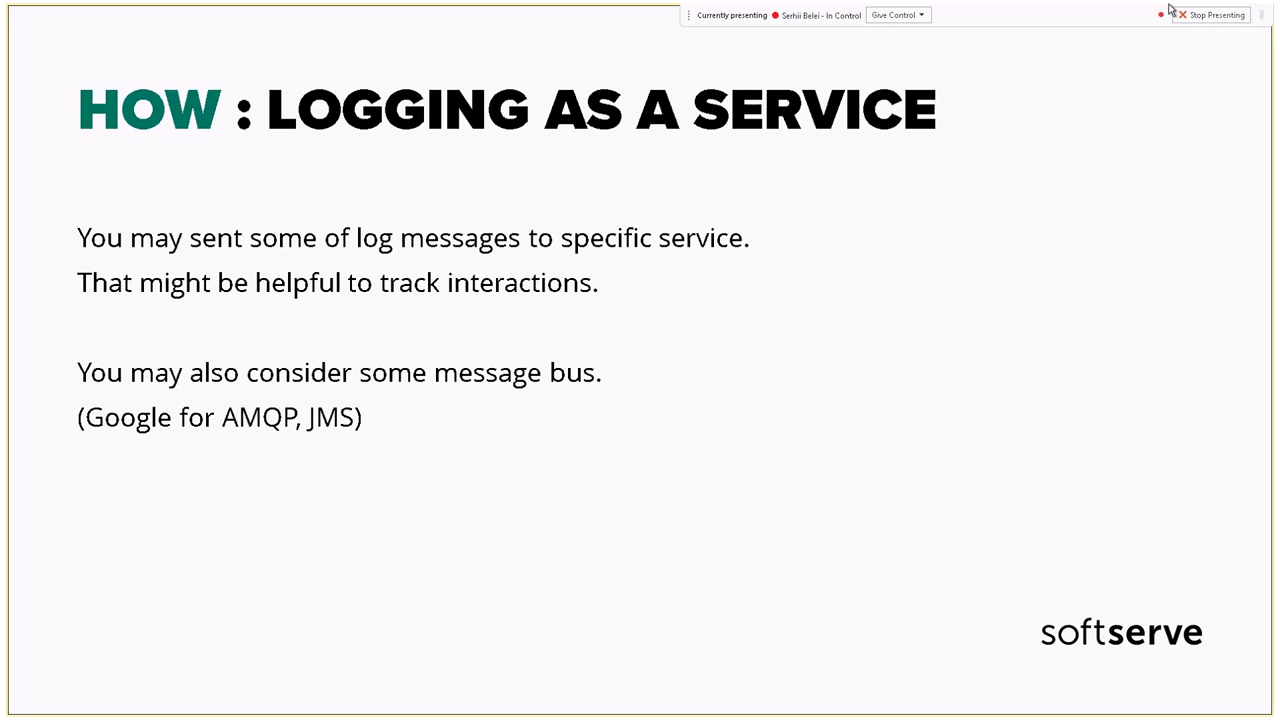 Currently presenting Serhii Belei - In Control Give Control Stop Presenting
HOW : LOGGING AS A SERVICE
You may sent some of log messages to specific service.
That might be helpful to track interactions.
You may also consider some message bus.
(Google for AMQP, JMS)
softserve